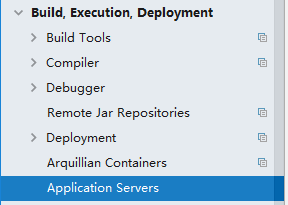 Build, Execution, Deployment
Build Tools
Compiler
Debugger
Remote Jar Repositories
Deployment
Arquillian Containers
Application Servers